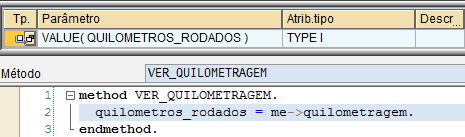 Tp. Parâmetro Atrib.tipo Descr...
VALUE( QUILOMETROS_RODADOS ) TYPE I
Método VER_QUILOMETRAGEM
1 method VER_QUILOMETRAGEM.
2 quilometros_rodados = me->quilometragem.
3 endmethod.